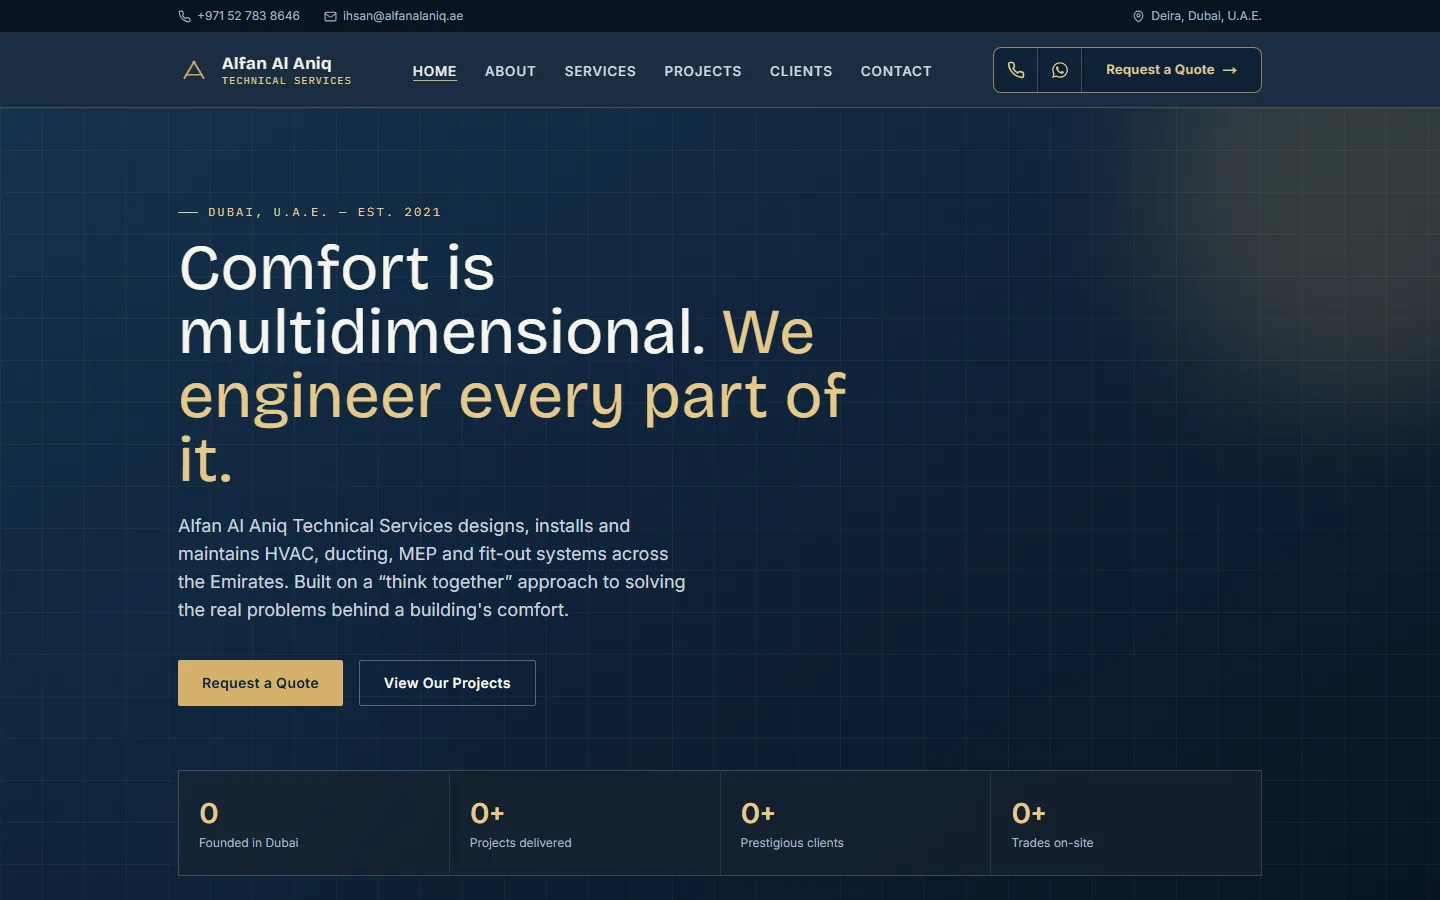 +971 52 783 8646
ihsan@alfanalaniq.ae
Deira, Dubai, U.A.E.
Alfan Al Aniq
TECHNICAL SERVICES
HOME
ABOUT
SERVICES
PROJECTS
CLIENTS
CONTACT
Request a Quote →
DUBAI, U.A.E. — EST. 2021
Comfort is
multidimensional. We
engineer every part of
it.
Alfan Al Aniq Technical Services designs, installs and
maintains HVAC, ducting, MEP and fit-out systems across
the Emirates. Built on a “think together” approach to solving
the real problems behind a building's comfort.
Request a Quote
View Our Projects
0
Founded in Dubai
0+
Projects delivered
0+
Prestigious clients
0+
Trades on-site